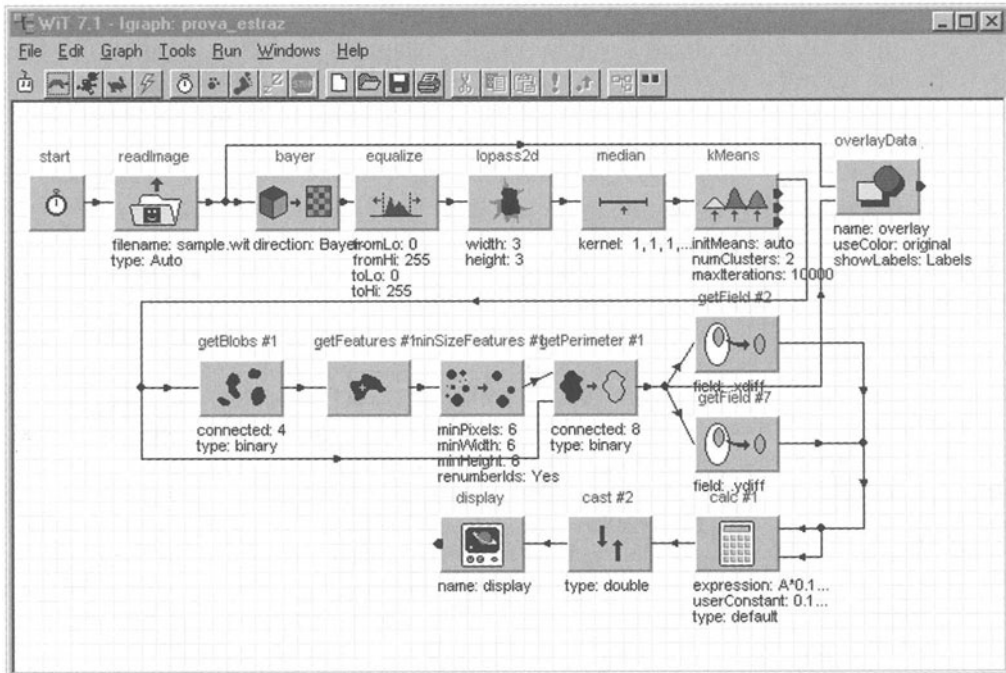 WiT 7.1 - Igraph: prova_estraz
File Edit Graph Tools Run Windows Help
start
readImage
bayer
equalize
lopass2d
median
kMeans
overlayData
filename: sample.wit
type: Auto
direction: Bayer...
fromLo: 0
fromHi: 255
toLo: 0
toHi: 255
width: 3
height: 3
kernel: 1, 1, 1,...
initMeans: auto
numClusters: 2
maxIterations: 10000
name: overlay
useColor: original
showLabels: Labels
getBlobs #1
getFeatures #1
minSizeFeatures #1
getPerimeter #1
getField #2
connected: 4
type: binary
minPixels: 6
minWidth: 6
minHeight: 6
renumberIds: Yes
connected: 8
type: binary
field: .xdiff
getField #7
field: .ydiff
display
cast #2
calc #1
name: display
type: double
expression: A*0.1...
userConstant: 0.1...
type: default